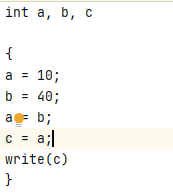 int a, b, c
{
a = 10;
b = 40;
a = b;
c = a;
write(c)
}